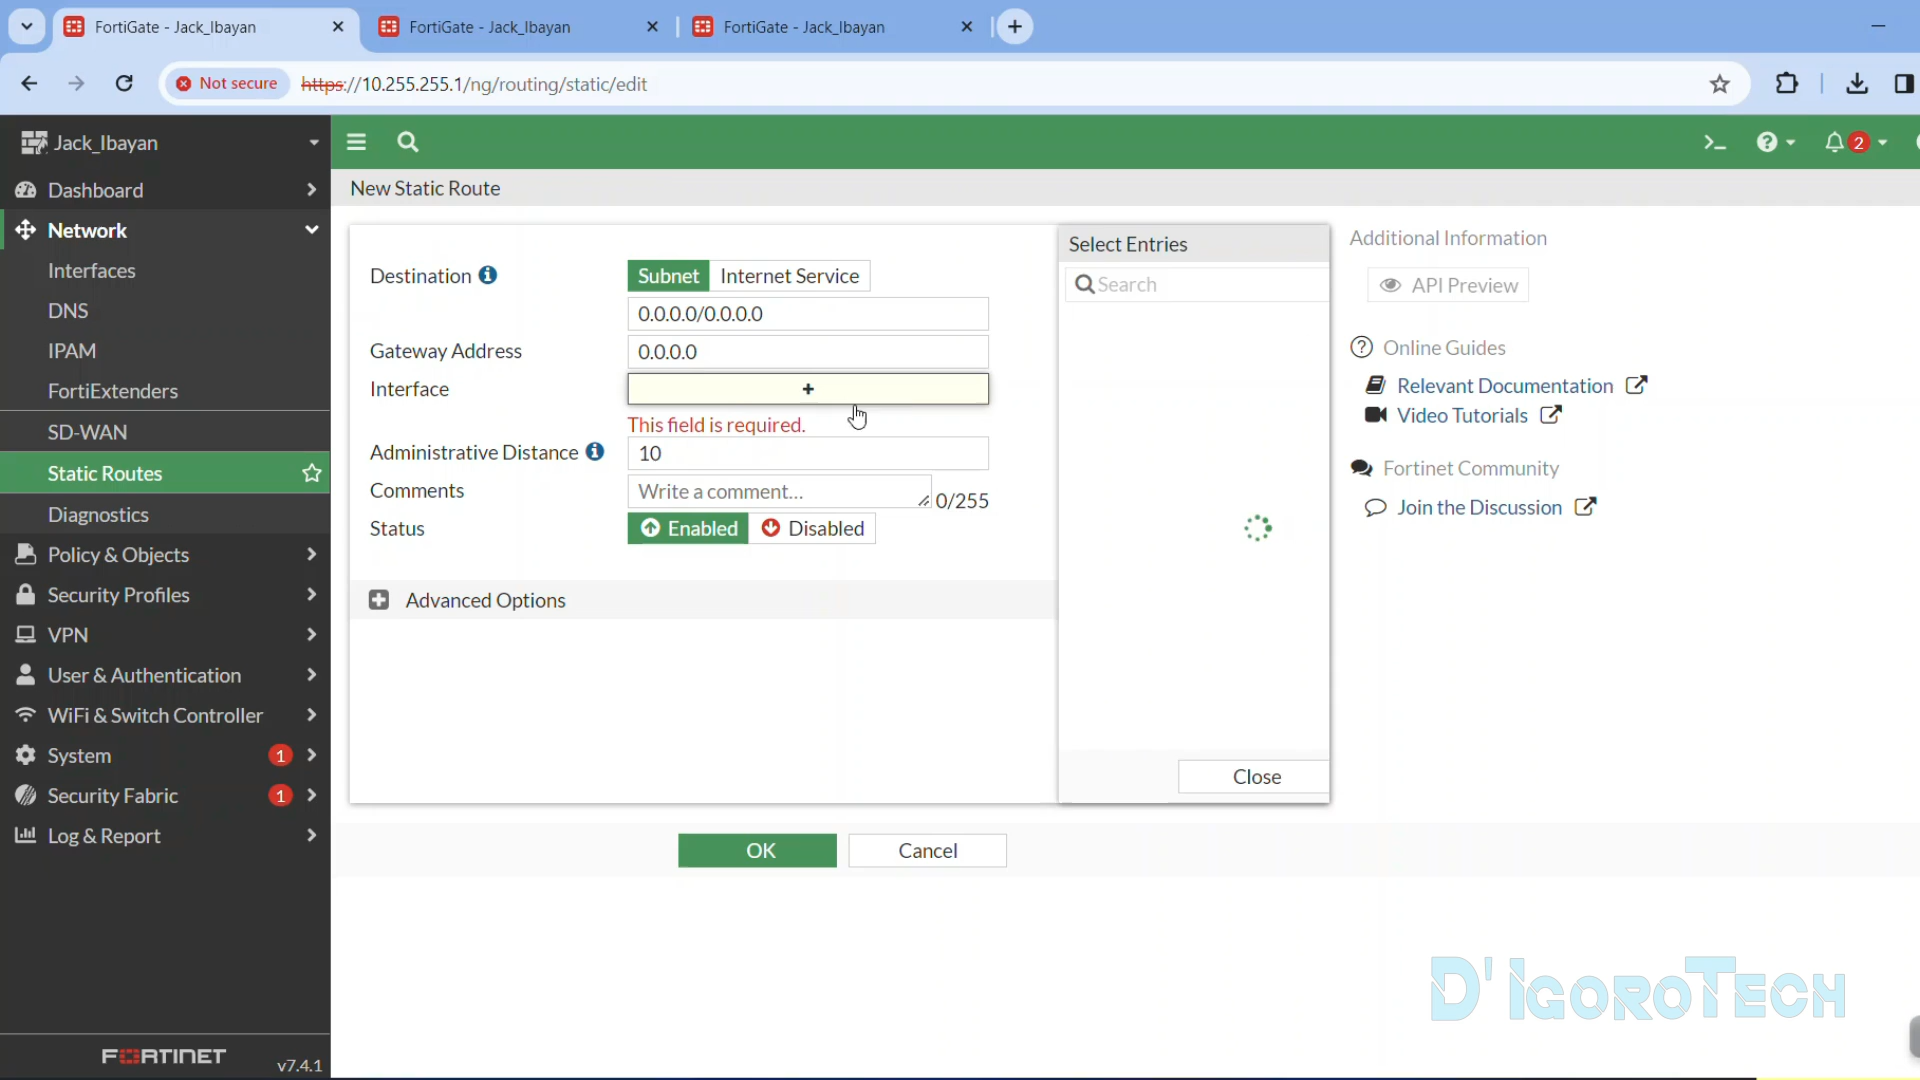 FortiGate - Jack_Ibayan
FortiGate - Jack_Ibayan
FortiGate - Jack_Ibayan
Not secure
https://10.255.255.1/ng/routing/static/edit
Jack_Ibayan
2
Dashboard
New Static Route
Network
Interfaces
DNS
IPAM
FortiExtenders
SD-WAN
Static Routes
Diagnostics
Policy & Objects
Security Profiles
VPN
User & Authentication
WiFi & Switch Controller
System 1
Security Fabric 1
Log & Report
FORTINET v7.4.1
Destination
Subnet Internet Service
0.0.0.0/0.0.0.0
Gateway Address 0.0.0.0
Interface
This field is required.
Administrative Distance 10
Comments Write a comment... 0/255
Status Enabled Disabled
Advanced Options
Select Entries
Search
Close
OK Cancel
Additional Information
API Preview
Online Guides
Relevant Documentation
Video Tutorials
Fortinet Community
Join the Discussion
D'IGOROTECH